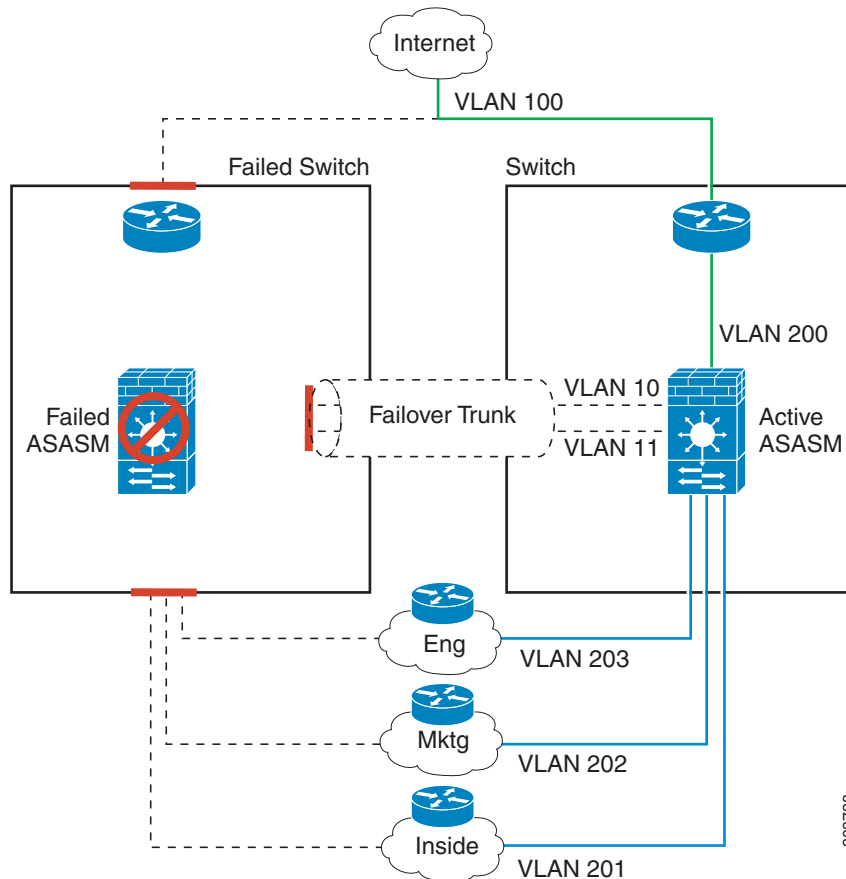 Internet
VLAN 100
Failed Switch
Switch
VLAN 200
Failed
ASASM
Failover Trunk
VLAN 10
VLAN 11
Active
ASASM
Eng
VLAN 203
Mktg
VLAN 202
Inside
VLAN 201